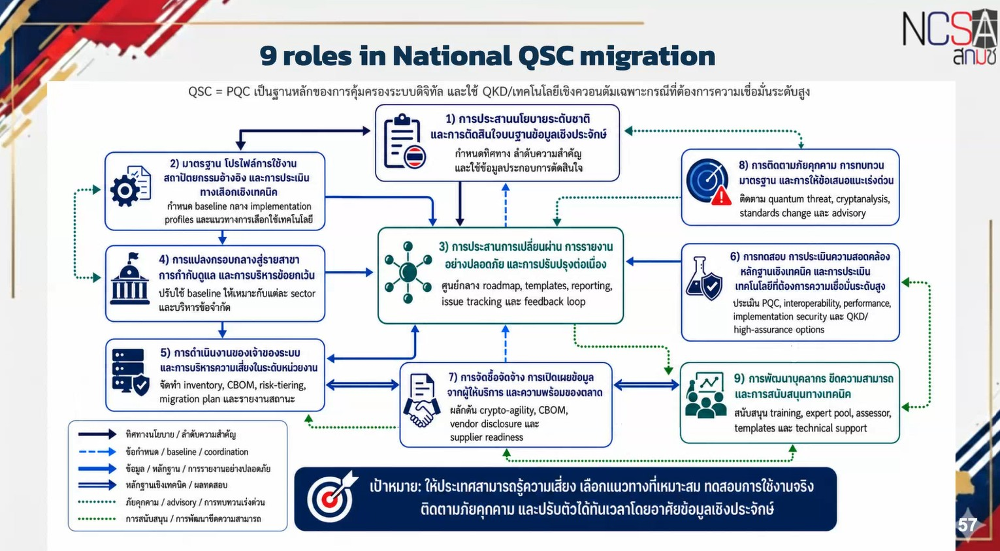 NCSA
สกมช
9 roles in National QSC migration
QSC = PQC เป็นฐานหลักของการคุ้มครองระบบดิจิทัล และใช้ QKD/เทคโนโลยีเชิงควอนตัมเฉพาะกรณีที่ต้องการความเชื่อมั่นระดับสูง
1) การประสานนโยบายระดับชาติ
และการตัดสินใจบนฐานข้อมูลเชิงประจักษ์
กำหนดทิศทาง ลำดับความสำคัญ
และใช้ข้อมูลประกอบการตัดสินใจ
2) มาตรฐาน โปรไฟล์การใช้งาน
สถาปัตยกรรมอ้างอิง และการประเมิน
ทางเลือกเชิงเทคนิค
กำหนด baseline กลาง implementation
profiles และแนวทางการเลือกใช้เทคโนโลยี
8) การติดตามภัยคุกคาม การทบทวน
มาตรฐาน และการให้ข้อเสนอแนะเร่งด่วน
ติดตาม quantum threat, cryptanalysis,
standards change และ advisory
3) การประสานการเปลี่ยนผ่าน การรายงาน
อย่างปลอดภัย และการปรับปรุงต่อเนื่อง
ศูนย์กลาง roadmap, templates, reporting,
issue tracking และ feedback loop
4) การแปลงกรอบกลางสู่รายสาขา
การกำกับดูแล และการบริหารข้อยกเว้น
ปรับใช้ baseline ให้เหมาะกับแต่ละ sector
และบริหารข้อจำกัด
6) การทดสอบ การประเมินความสอดคล้อง
หลักฐานเชิงเทคนิค และการประเมิน
เทคโนโลยีที่ต้องการความเชื่อมั่นระดับสูง
ประเมิน PQC, interoperability, performance,
implementation security และ QKD/
high-assurance options
5) การดำเนินงานของเจ้าของระบบ
และการบริหารความเสี่ยงในระดับหน่วยงาน
จัดทำ inventory, CBOM, risk-tiering,
migration plan และรายงานสถานะ
7) การจัดซื้อจัดจ้าง การเปิดเผยข้อมูล
จากผู้ให้บริการ และความพร้อมของตลาด
ผลักดัน crypto-agility, CBOM,
vendor disclosure และ
supplier readiness
9) การพัฒนาบุคลากร ขีดความสามารถ
และการสนับสนุนทางเทคนิค
สนับสนุน training, expert pool, assessor,
templates และ technical support
ทิศทางนโยบาย / ลำดับความสำคัญ
ข้อกำหนด / baseline / coordination
ข้อมูล / หลักฐาน / การรายงานอย่างปลอดภัย
หลักฐานเชิงเทคนิค / ผลทดสอบ
ภัยคุกคาม / advisory / การทบทวนเร่งด่วน
การสนับสนุน / การพัฒนาขีดความสามารถ
เป้าหมาย: ให้ประเทศสามารถรู้ความเสี่ยง เลือกแนวทางที่เหมาะสม ทดสอบการใช้งานจริง
ติดตามภัยคุกคาม และปรับตัวได้ทันเวลาโดยอาศัยข้อมูลเชิงประจักษ์
57